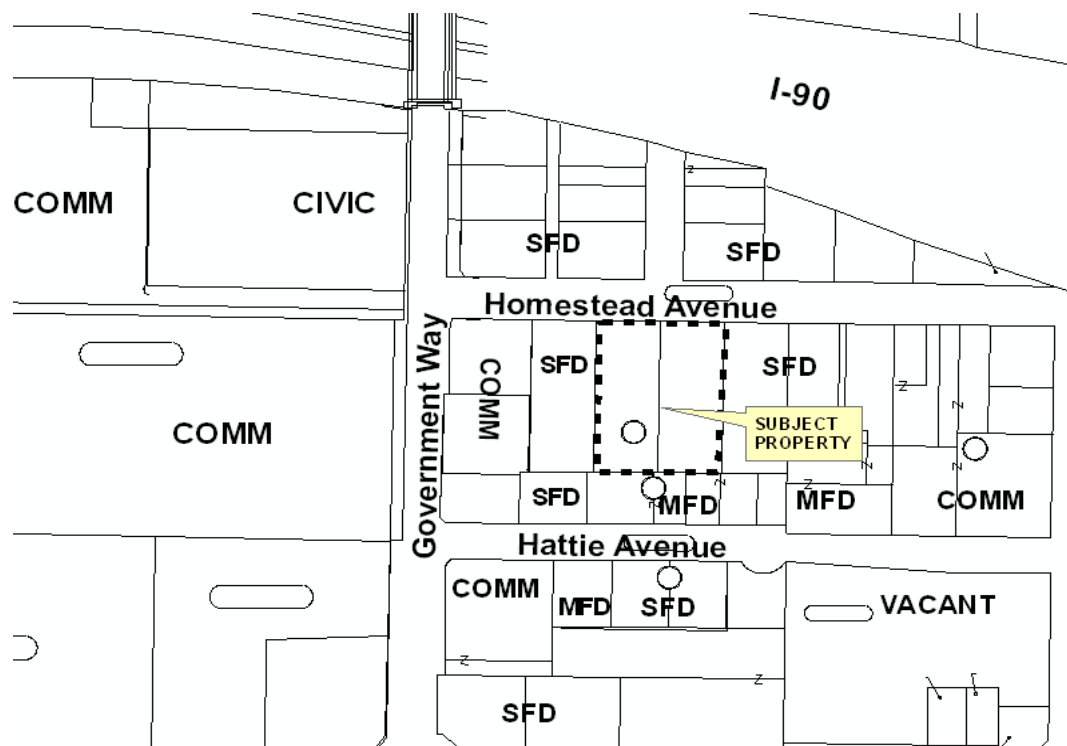 I-90
COMM
CIVIC
SFD
SFD
Homestead Avenue
Government Way
COMM
SFD
SFD
COMM
COMM
SUBJECT
PROPERTY
SFD
MFD
MFD
COMM
Hattie Avenue
COMM
MFD
SFD
VACANT
SFD